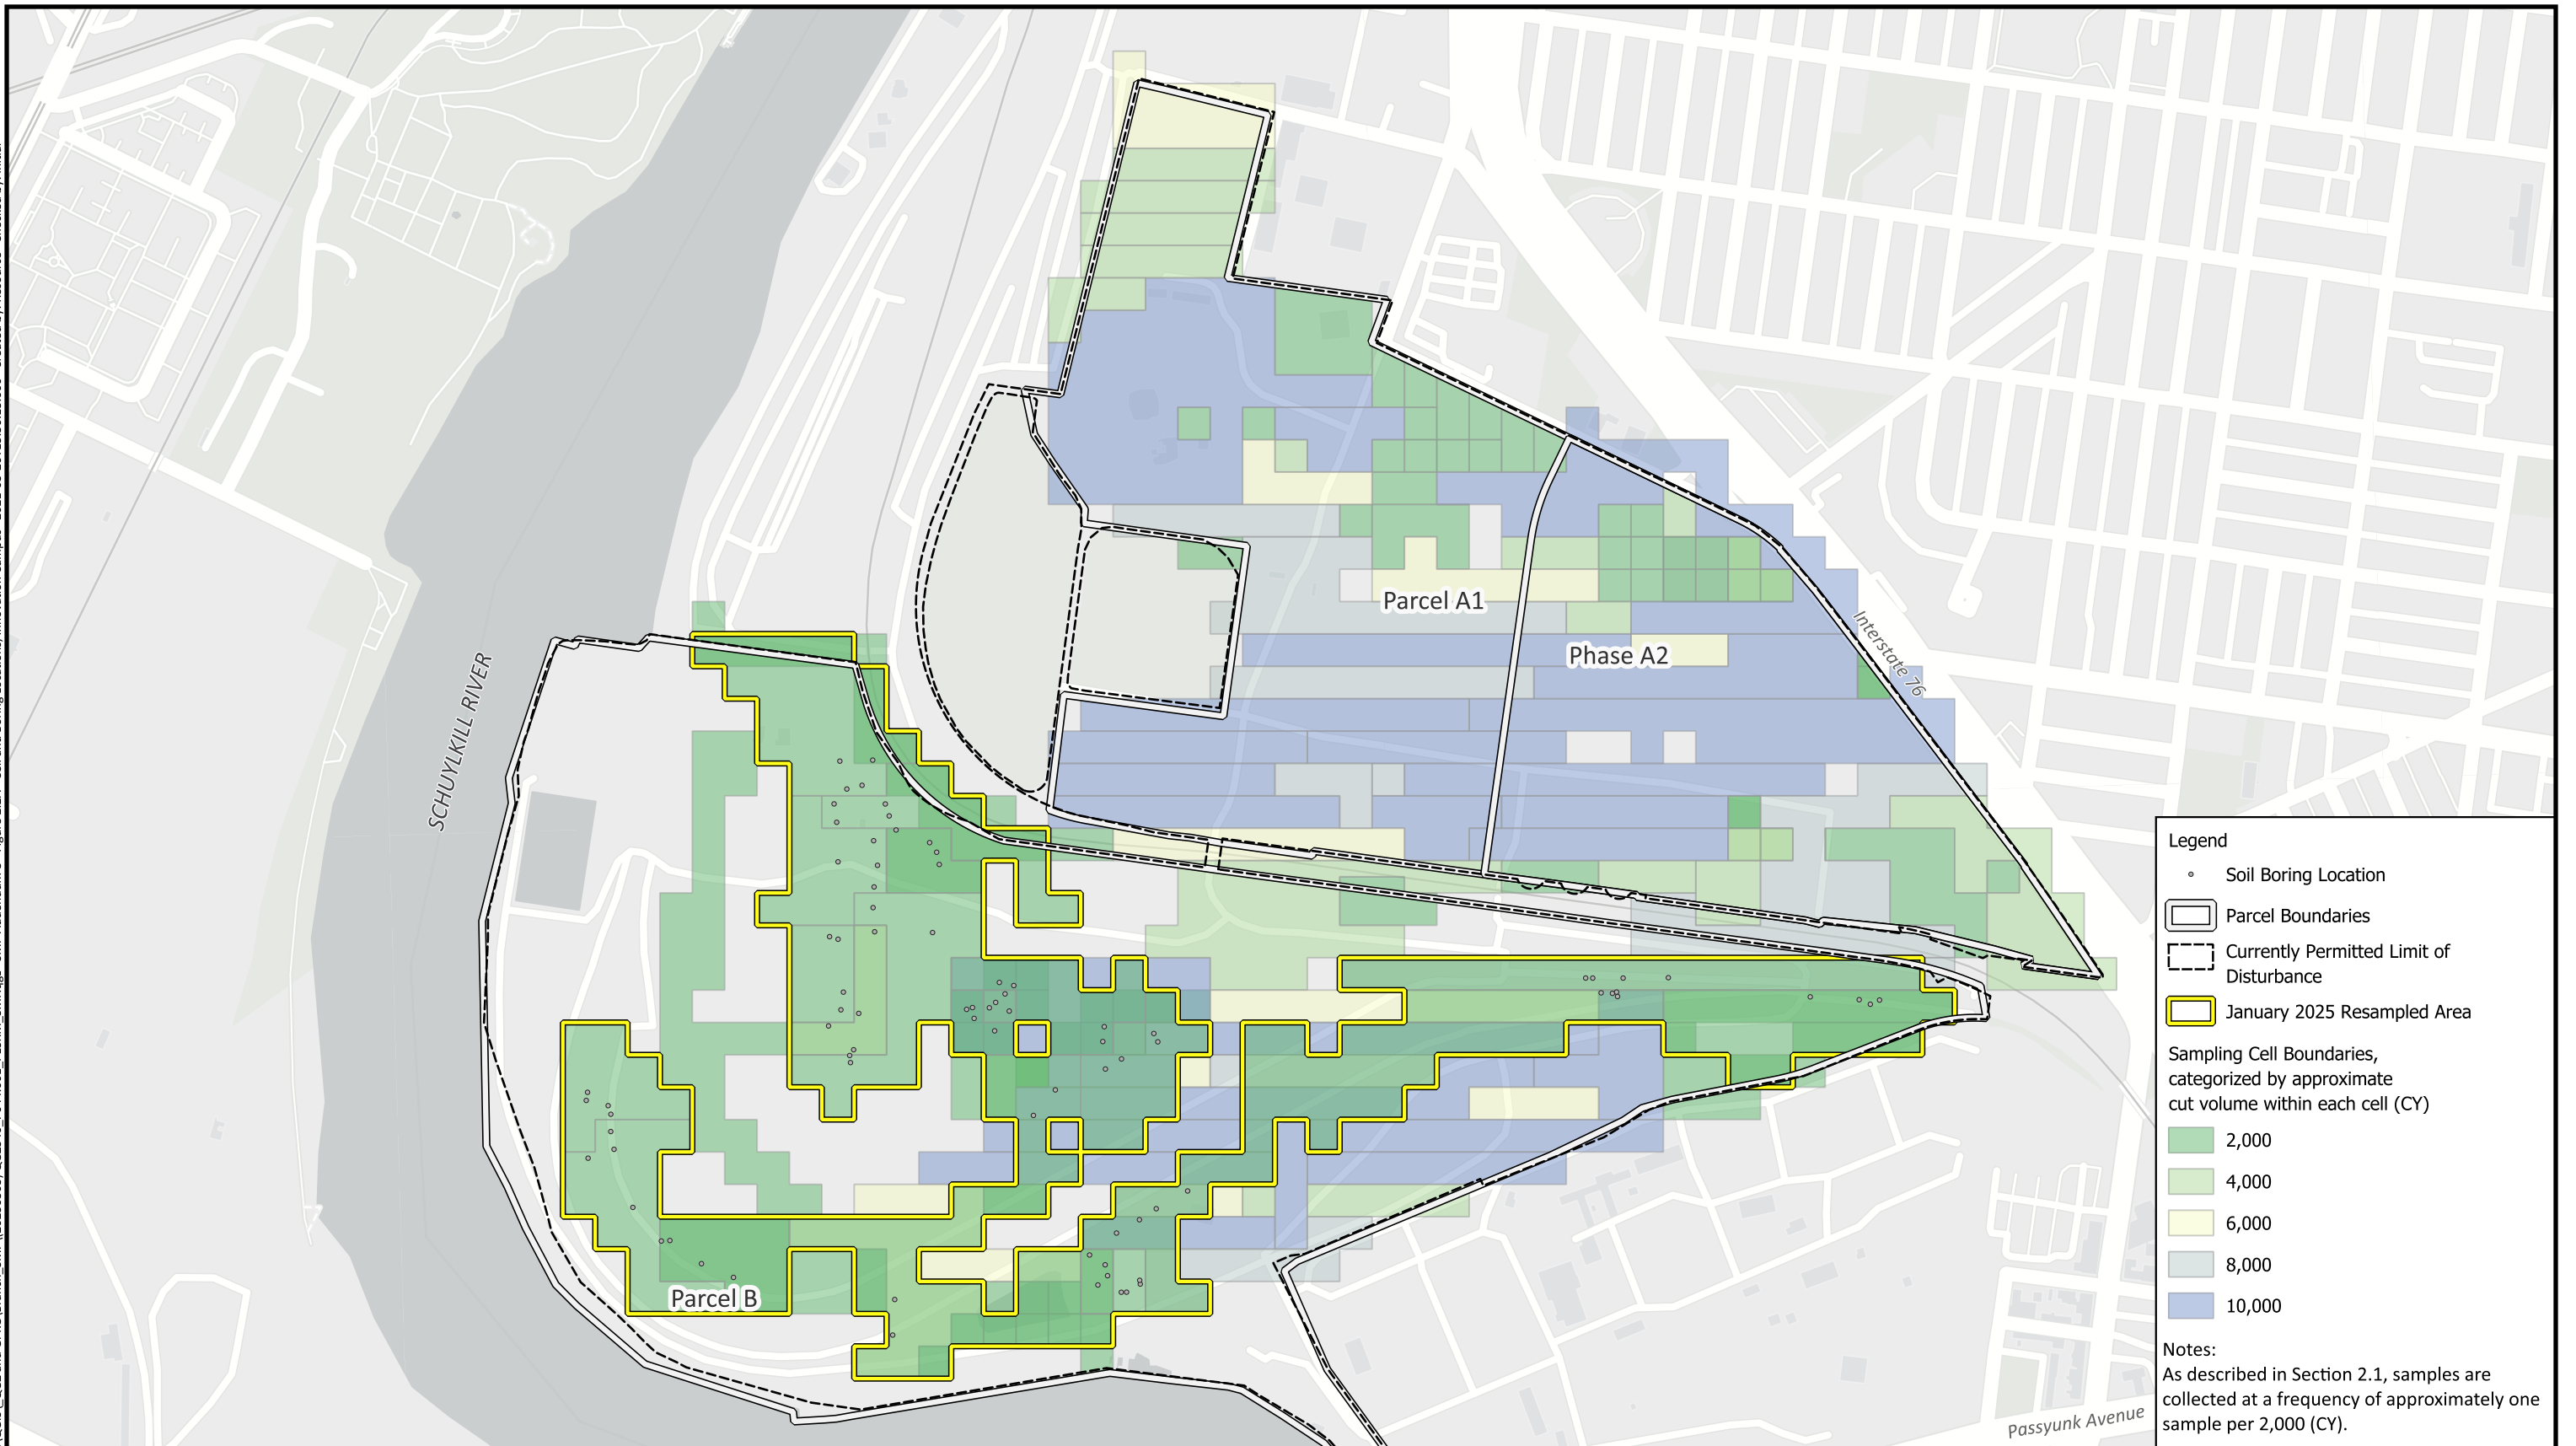 Parcel A1
Phase A2
Interstate 76
SCHUYLKILL RIVER
Parcel B
Passyunk Avenue
Legend
Soil Boring Location
Parcel Boundaries
Currently Permitted Limit of
Disturbance
January 2025 Resampled Area
Sampling Cell Boundaries,
categorized by approximate
cut volume within each cell (CY)
2,000
4,000
6,000
8,000
10,000
Notes:
As described in Section 2.1, samples are
collected at a frequency of approximately one
sample per 2,000 (CY).